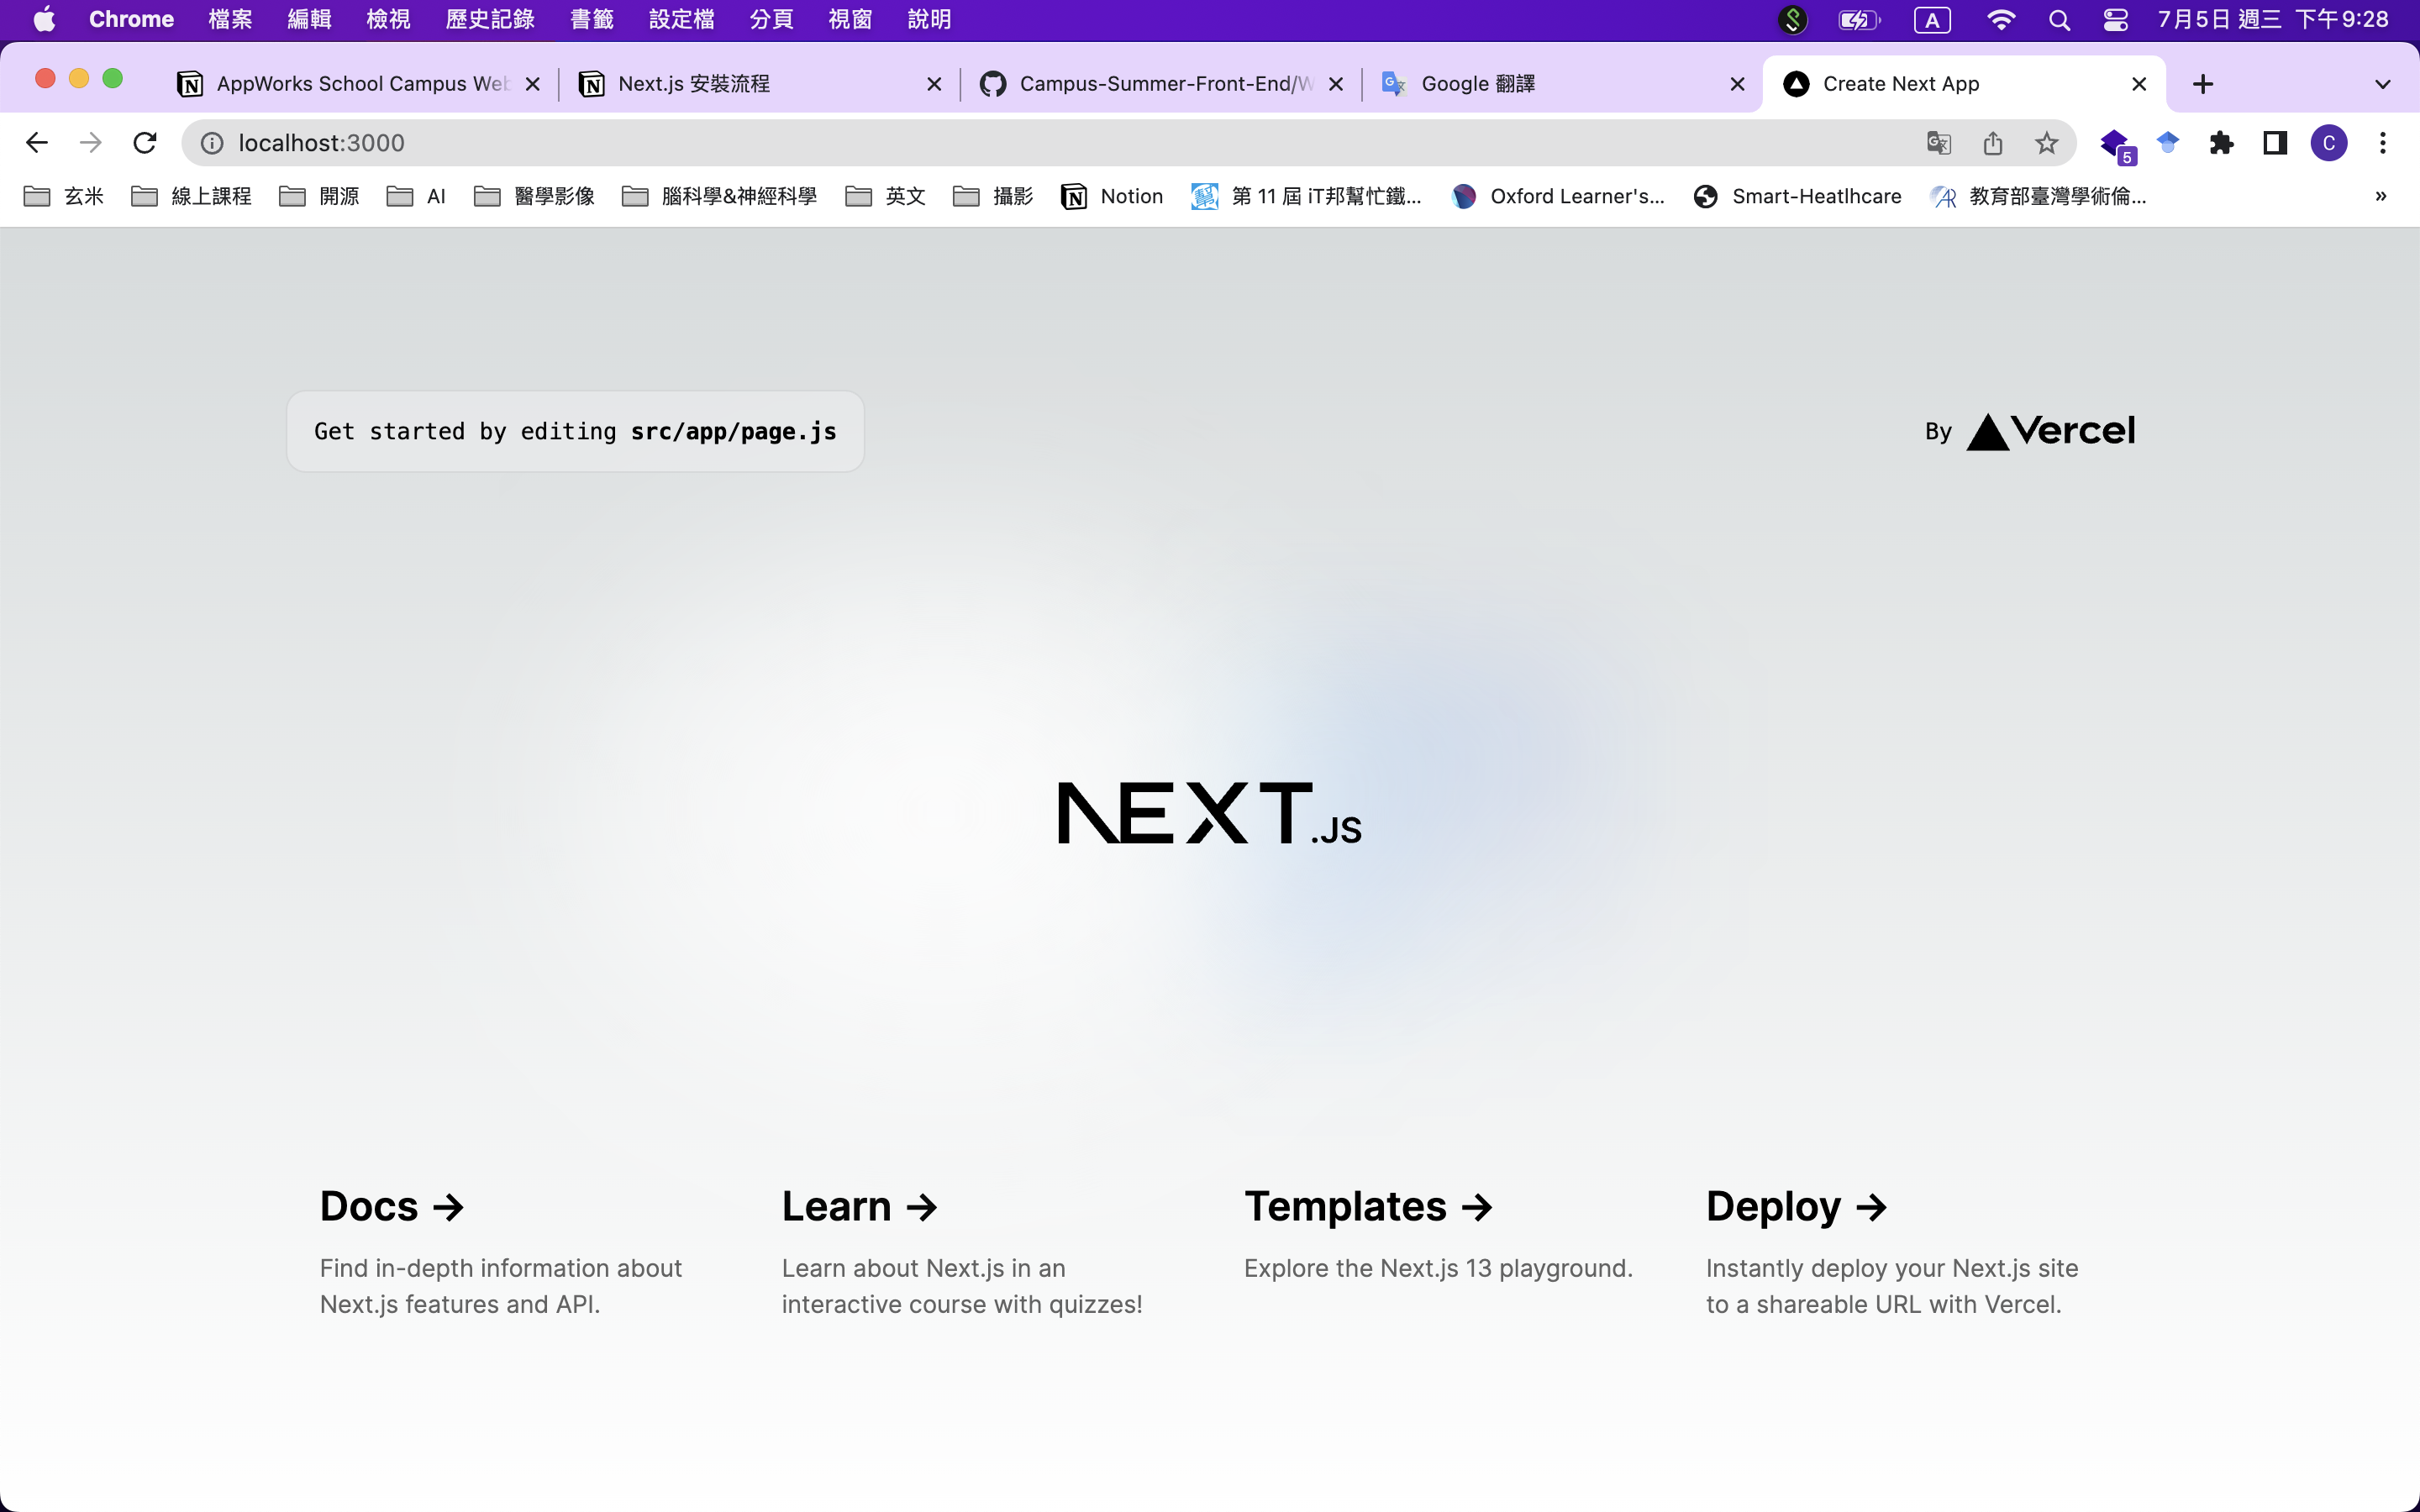 Chrome 檔案 編輯 檢視 歷史記錄 書籤 設定檔 分頁 視窗 說明 A 7月5日 週三 下午9:28
AppWorks School Campus Web Next.js 安裝流程 Campus-Summer-Front-End/W Google 翻譯 Create Next App
localhost:3000 5 C
玄米 線上課程 開源 AI 醫學影像 腦科學&神經科學 英文 攝影 Notion 第 11 屆 iT邦幫忙鐵... Oxford Learner's... Smart-Heatlhcare 教育部臺灣學術倫... »
Get started by editing src/app/page.js
By Vercel
NEXT.JS
Docs →
Find in-depth information about
Next.js features and API.
Learn →
Learn about Next.js in an
interactive course with quizzes!
Templates →
Explore the Next.js 13 playground.
Deploy →
Instantly deploy your Next.js site
to a shareable URL with Vercel.